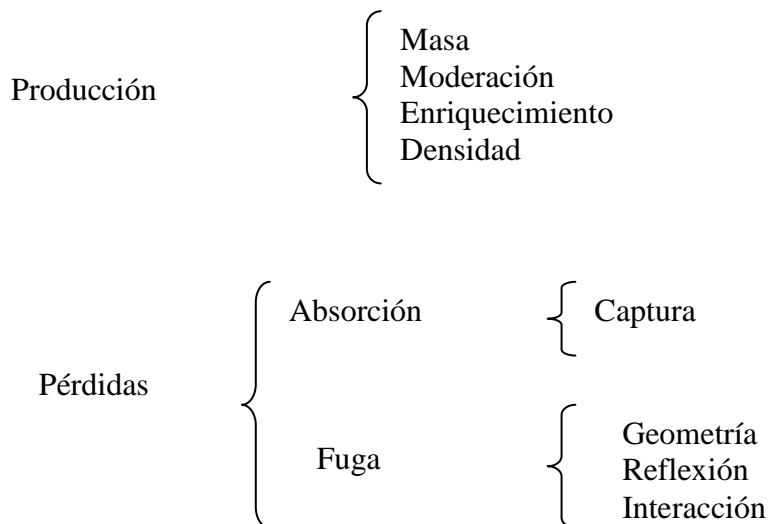 Producción
Masa
Moderación
Enriquecimiento
Densidad
Pérdidas
Absorción
Captura
Fuga
Geometría
Reflexión
Interacción